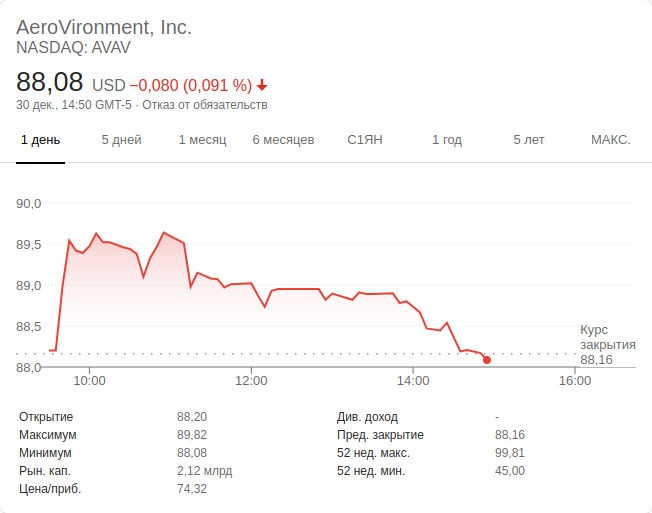 AeroVironment, Inc.
NASDAQ: AVAV
88,08 USD −0,080 (0,091 %)
30 дек., 14:50 GMT-5 · Отказ от обязательств
1 день 5 дней 1 месяц 6 месяцев С1ЯН 1 год 5 лет МАКС.
90,0
89,5
89,0
88,5
88,0
Курс
закрытия
88,16
10:00 12:00 14:00 16:00
Открытие 88,20
Максимум 89,82
Минимум 88,08
Рын. кап. 2,12 млрд
Цена/приб. 74,32
Див. доход -
Пред. закрытие 88,16
52 нед. макс. 99,81
52 нед. мин. 45,00